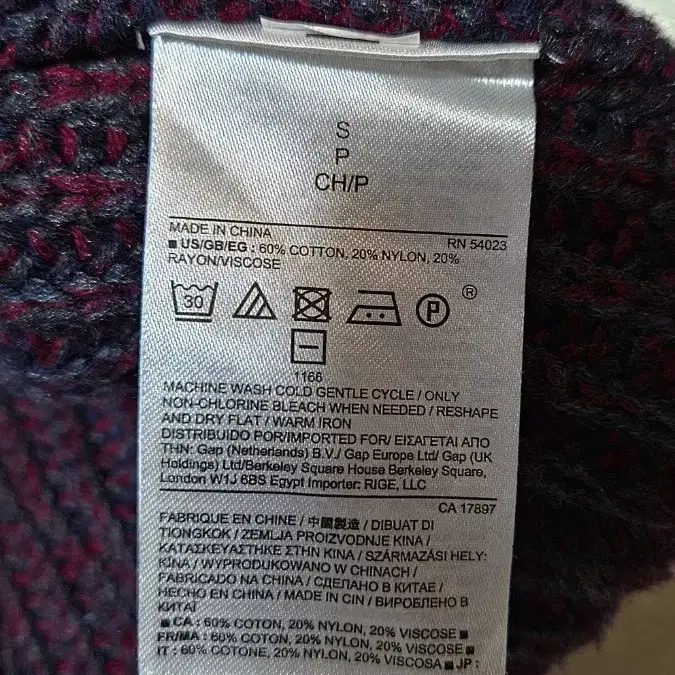 S
P
CH/P
MADE IN CHINA RN 54023
US/GB/EG : 60% COTTON, 20% NYLON, 20%
RAYON/VISCOSE
30 P ®
1166
MACHINE WASH COLD GENTLE CYCLE / ONLY
NON-CHLORINE BLEACH WHEN NEEDED / RESHAPE
AND DRY FLAT / WARM IRON
DISTRIBUIDO POR/IMPORTED FOR/ ΕΙΣΑΓΕΤΑΙ ΑΠΟ
ΤΗΝ: Gap (Netherlands) B.V./ Gap Europe Ltd/ Gap (UK
Holdings) Ltd/Berkeley Square House Berkeley Square,
London W1J 6BS Egypt Importer: RIGE, LLC
CA 17897
FABRIQUE EN CHINE / 中國製造 / DIBUAT DI
TIONGKOK / ZEMLJA PROIZVODNJE KINA /
ΚΑΤΑΣΚΕΥΑΣΤΗΚΕ ΣΤΗΝ ΚΙΝΑ / SZÁRMAZÁSI HELY:
KÍNA / WYPRODUKOWANO W CHINACH /
FABRICADO NA CHINA / СДЕЛАНО В КИТАЕ /
HECHO EN CHINA / MADE IN CIN / ВИРОБЛЕНО В
КИТАЇ
CA : 60% COTON, 20% NYLON, 20% VISCOSE
FR/MA : 60% COTON, 20% NYLON, 20% VISCOSE
IT : 60% COTONE, 20% NYLON, 20% VISCOSA JP :